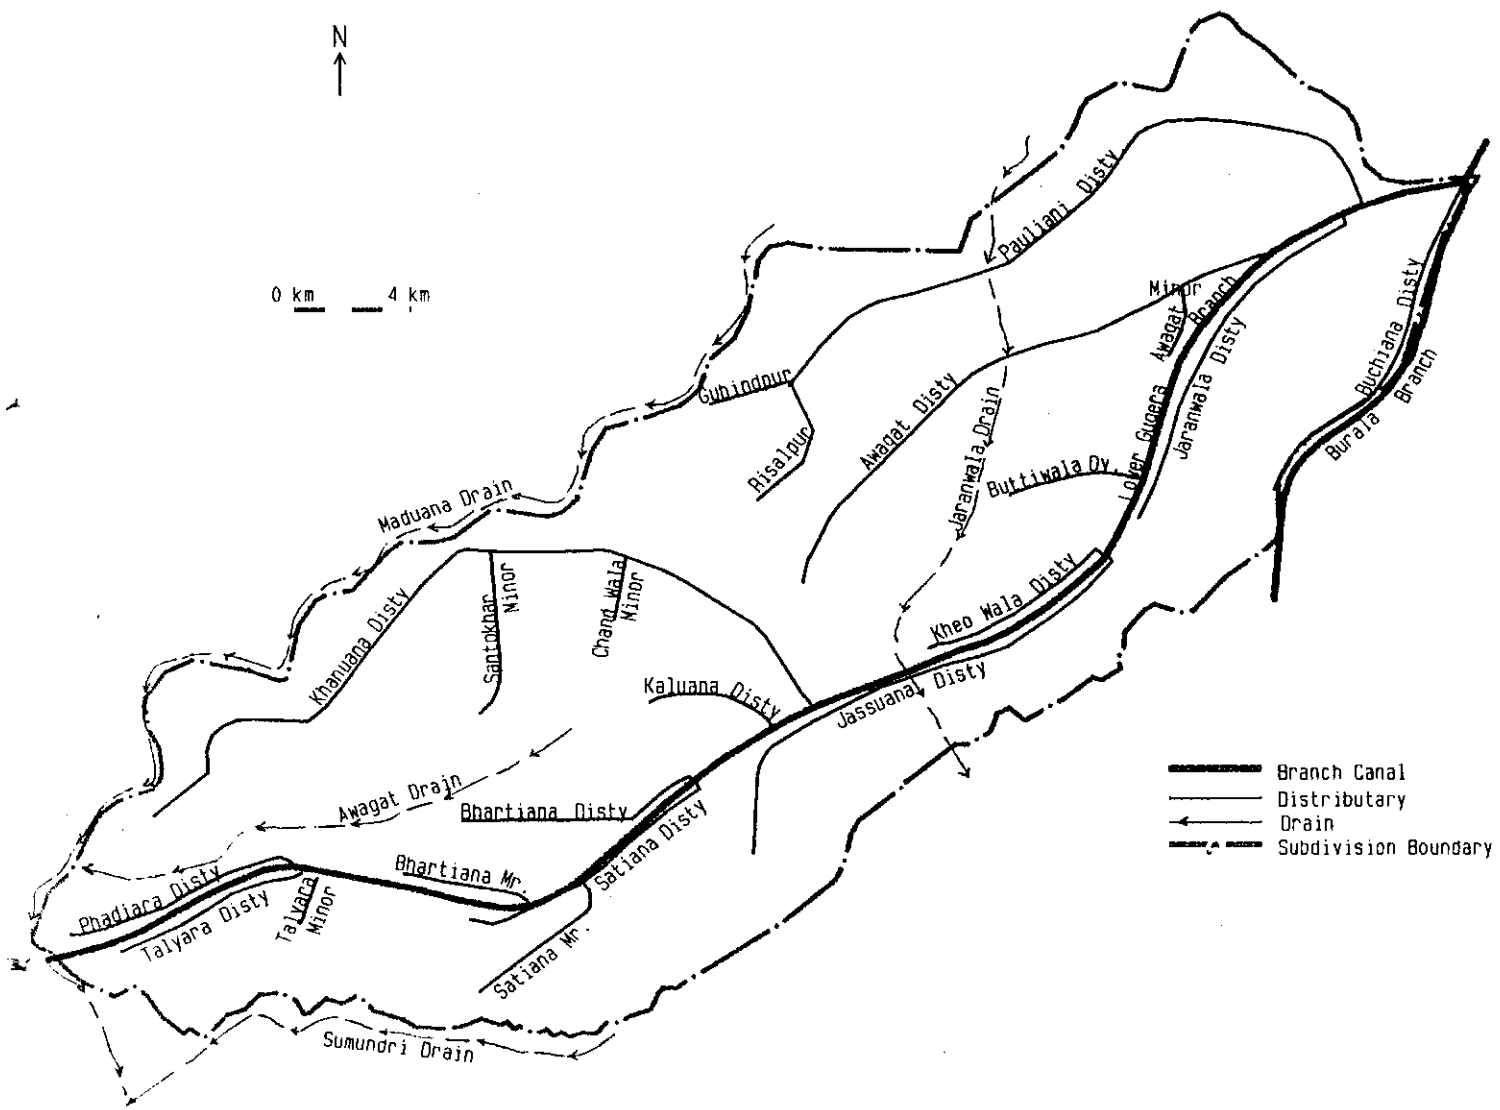 N
0 km 4 km
Pauliani Disty
Minor
Awagat
Branch
Lower Gugera
Jaranwala Disty
Buchiana Disty
Burala Branch
Gubindpur
Risalpur
Awagat Disty
Jaranwala Drain
Buttiwala Dy.
Maduana Drain
Khanuana Disty
Santokhar
Minor
Chand Wala
Minor
Kheo Wala Disty
Kaluana Disty
Jassuana Disty
Awagat Drain
Bhartiana Disty
Satiana Disty
Bhartiana Mr.
Phadiara Disty
Talyara Disty
Talyara
Minor
Satiana Mr.
Sumundri Drain
Branch Canal
Distributary
Drain
Subdivision Boundary